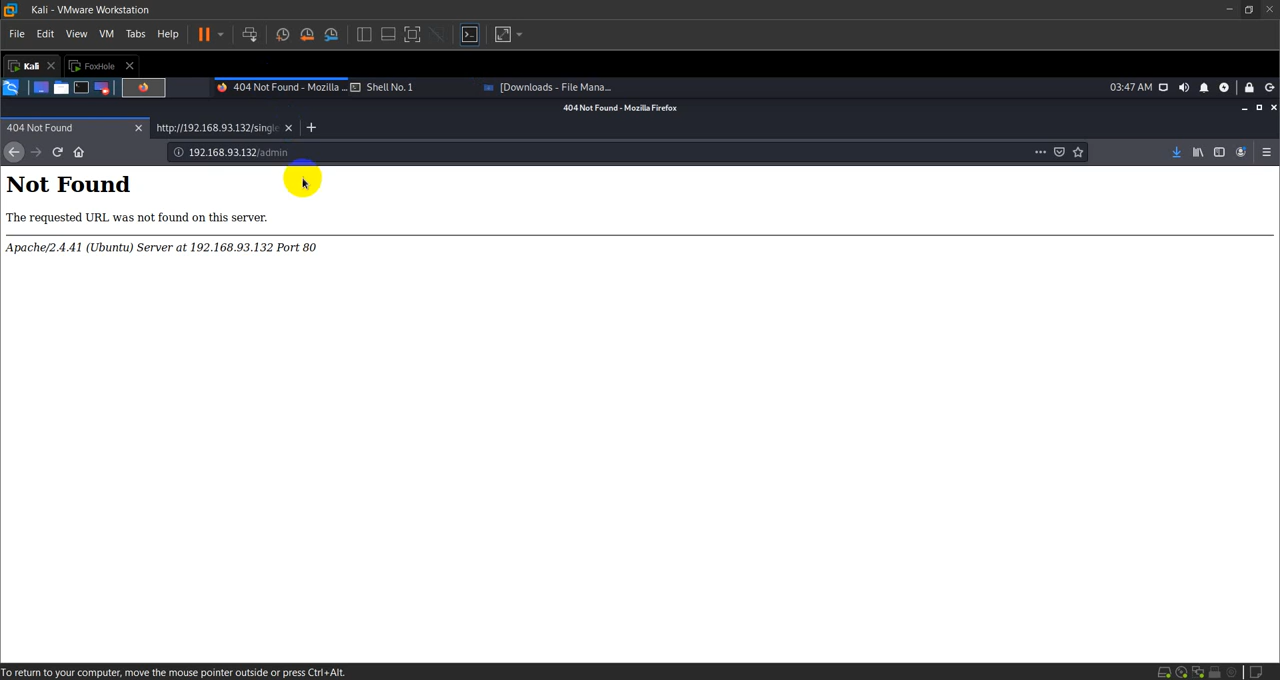 Kali - VMware Workstation
File Edit View VM Tabs Help
Kali FoxHole
404 Not Found - Mozilla ... Shell No. 1 [Downloads - File Mana... 03:47 AM
404 Not Found - Mozilla Firefox
404 Not Found http://192.168.93.132/single
192.168.93.132/admin
Not Found
The requested URL was not found on this server.
Apache/2.4.41 (Ubuntu) Server at 192.168.93.132 Port 80
To return to your computer, move the mouse pointer outside or press Ctrl+Alt.